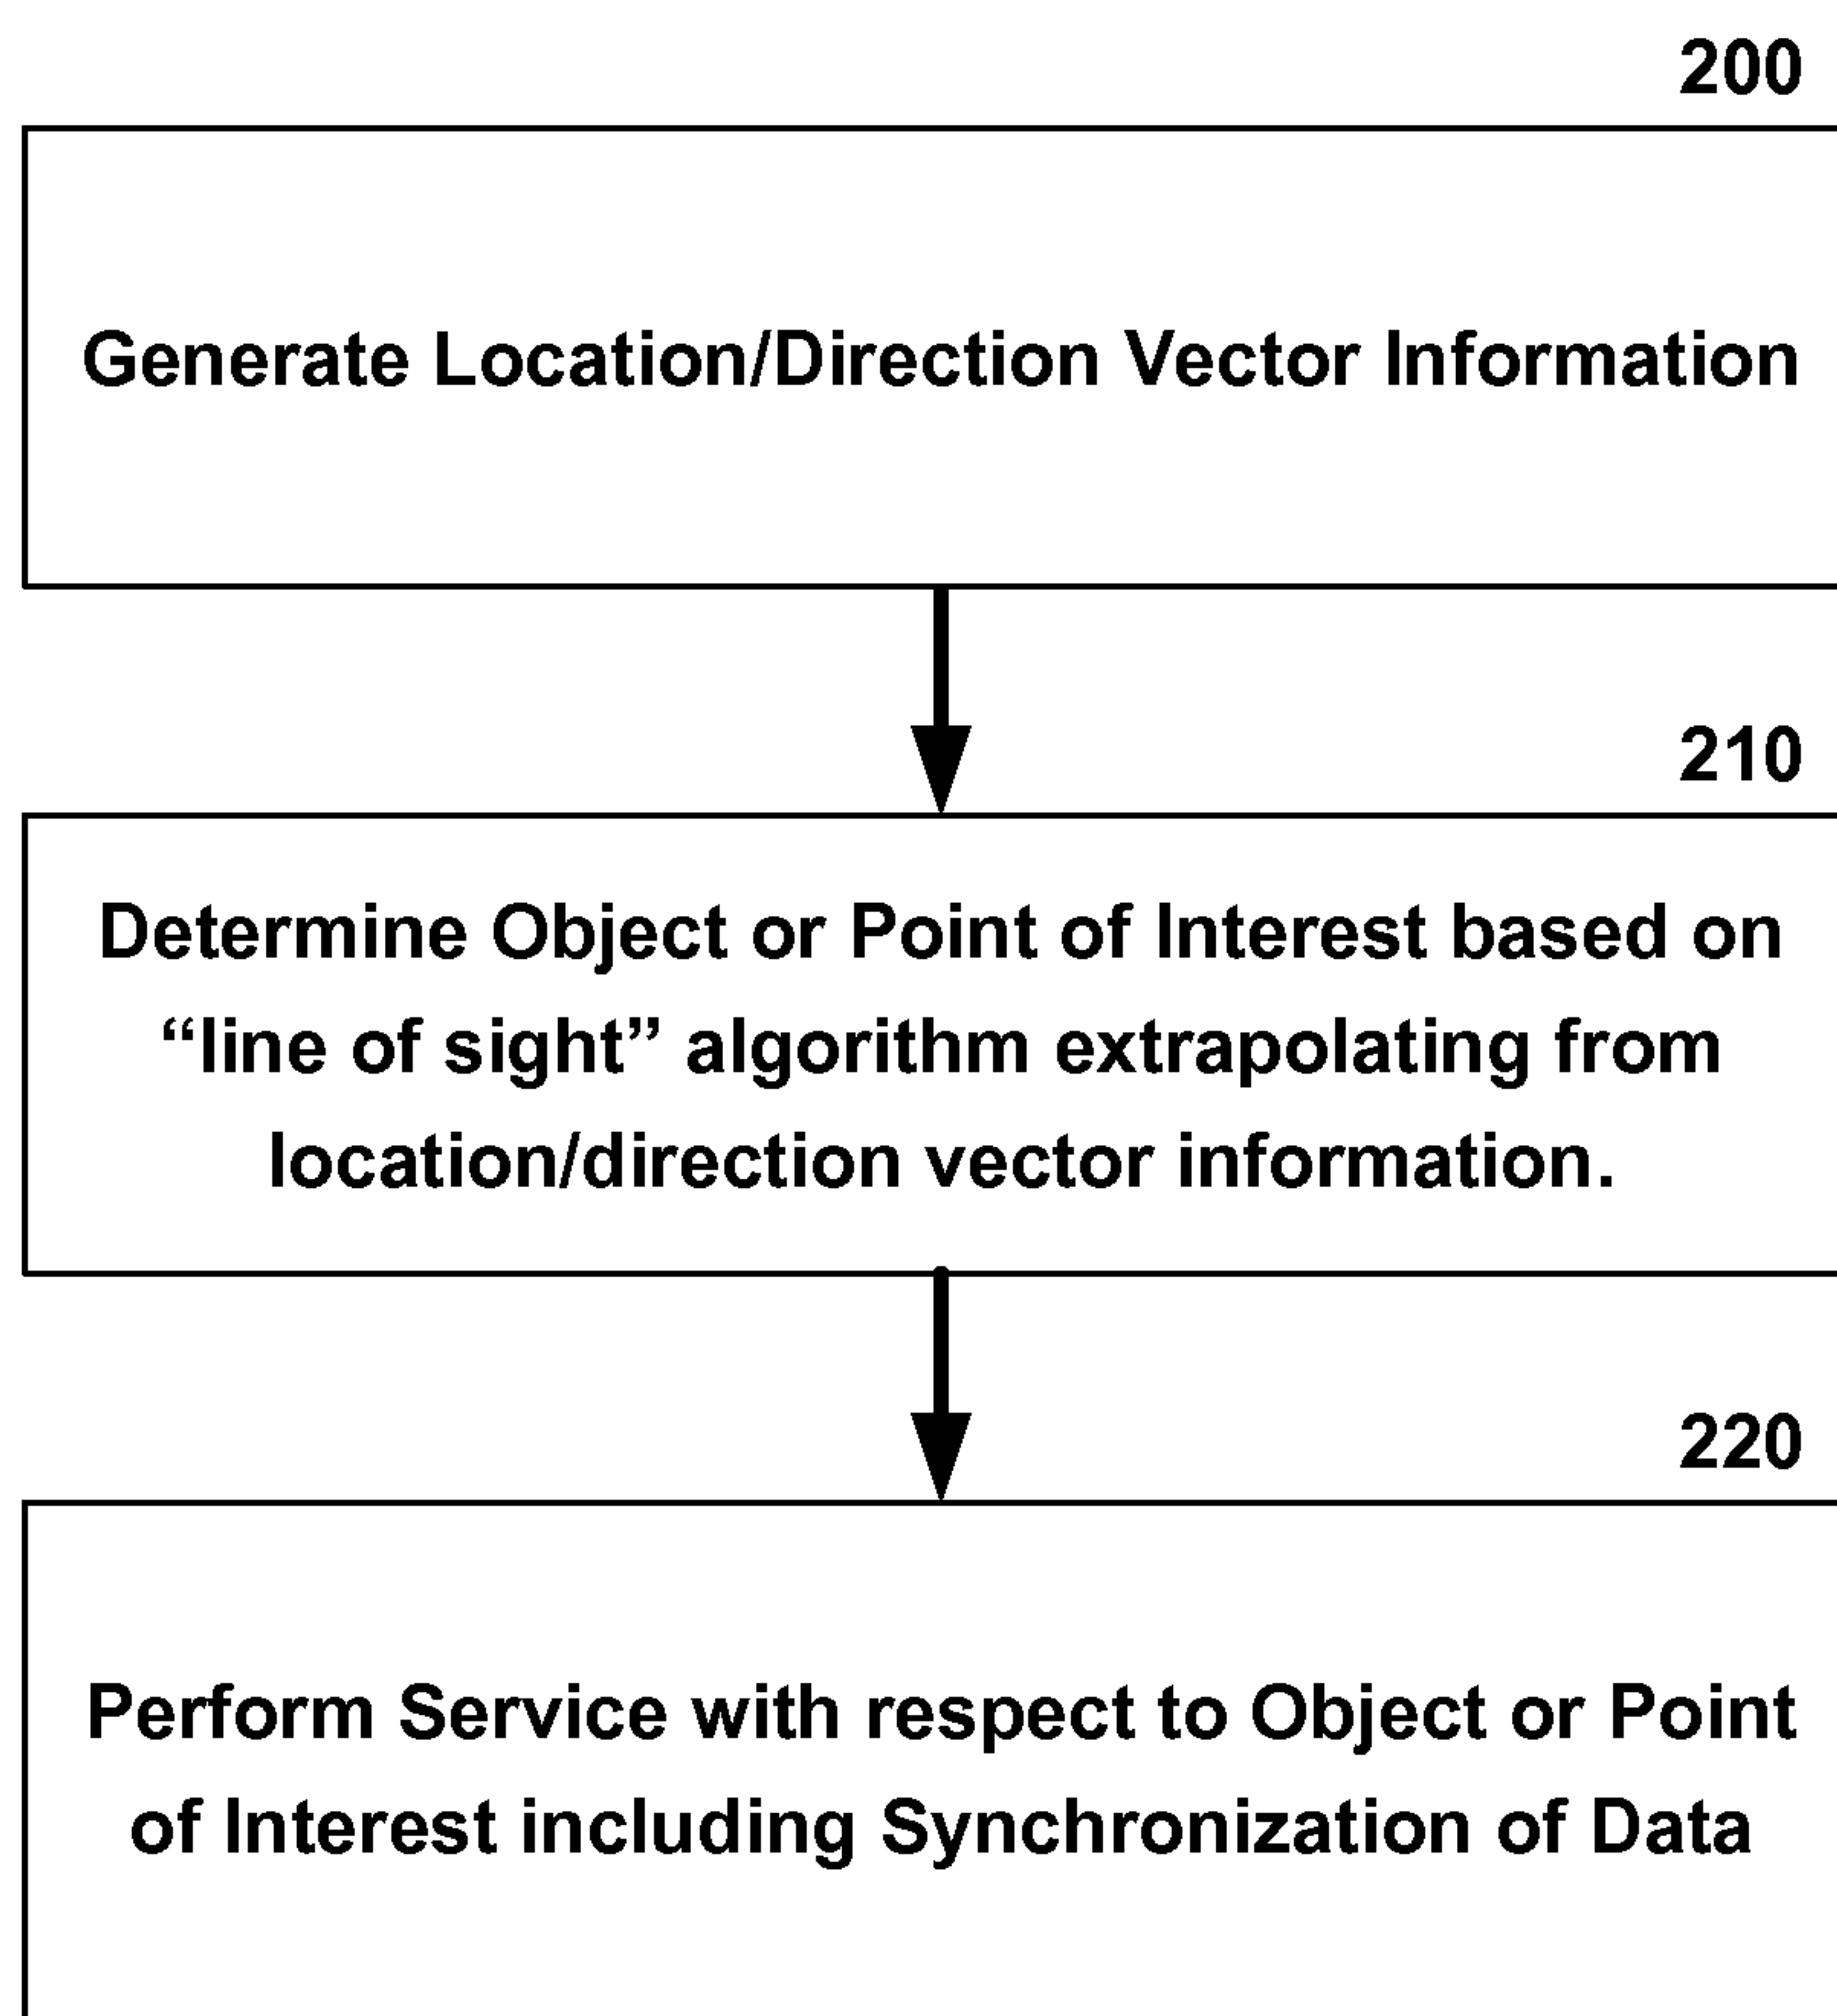 200
Generate Location/Direction Vector Information
210
Determine Object or Point of Interest based on
“line of sight” algorithm extrapolating from
location/direction vector information.
220
Perform Service with respect to Object or Point
of Interest including Synchronization of Data